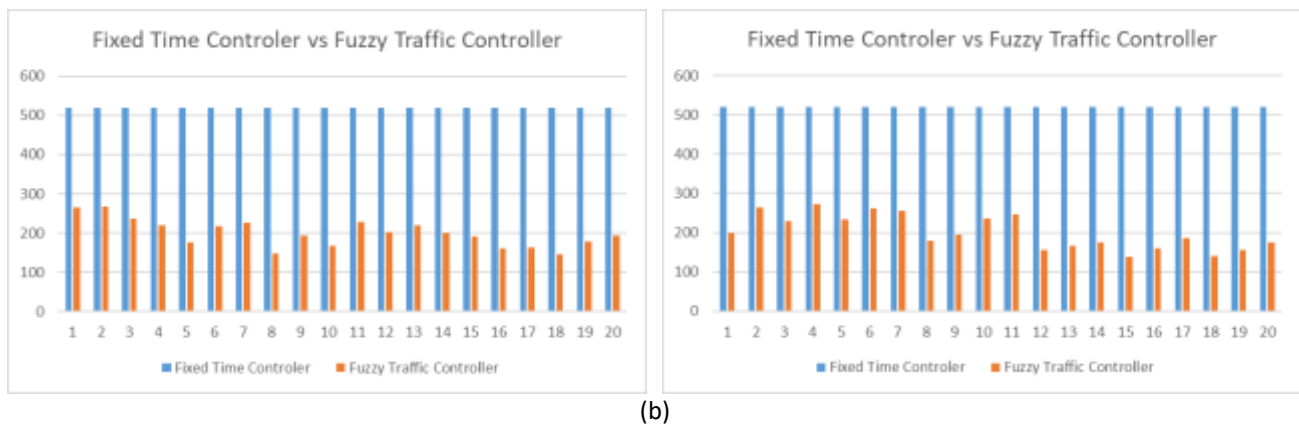 Fixed Time Controler vs Fuzzy Traffic Controller
600
500
400
300
200
100
0
1 2 3 4 5 6 7 8 9 10 11 12 13 14 15 16 17 18 19 20
Fixed Time Controler Fuzzy Traffic Controller
Fixed Time Controler vs Fuzzy Traffic Controller
600
500
400
300
200
100
0
1 2 3 4 5 6 7 8 9 10 11 12 13 14 15 16 17 18 19 20
Fixed Time Controler Fuzzy Traffic Controller
(b)